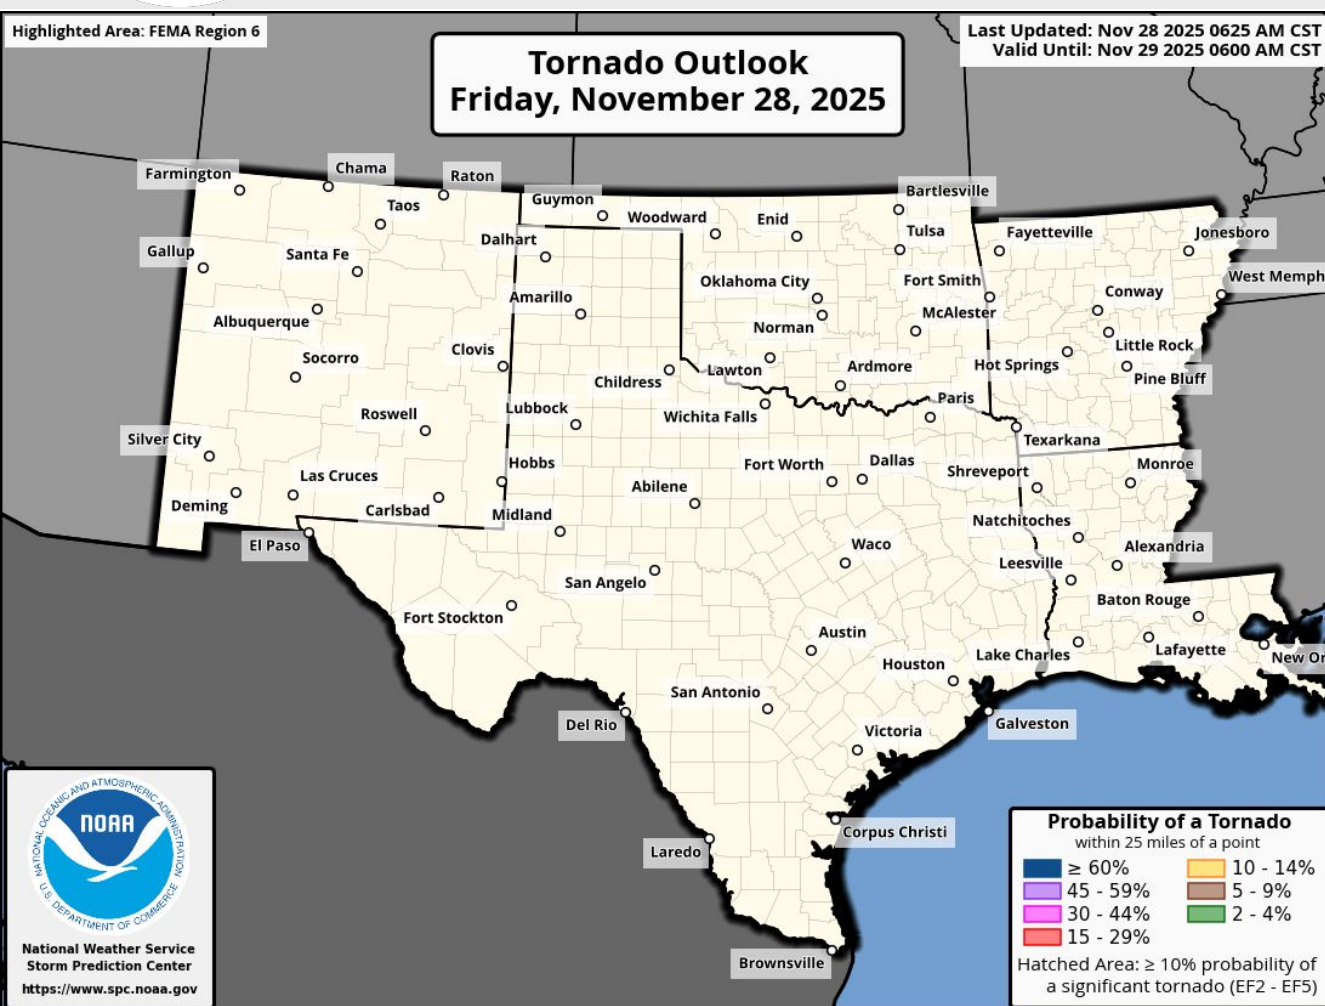 Highlighted Area: FEMA Region 6
Last Updated: Nov 28 2025 0625 AM CST
Valid Until: Nov 29 2025 0600 AM CST
Tornado Outlook
Friday, November 28, 2025
Farmington
Chama
Raton
Taos
Guymon
Woodward
Enid
Bartlesville
Tulsa
Fayetteville
Jonesboro
Gallup
Santa Fe
Dalhart
Oklahoma City
Fort Smith
West Memph
Conway
Amarillo
Albuquerque
Norman
McAlester
Little Rock
Socorro
Clovis
Childress
Lawton
Ardmore
Hot Springs
Pine Bluff
Roswell
Lubbock
Wichita Falls
Paris
Texarkana
Silver City
Las Cruces
Hobbs
Abilene
Fort Worth
Dallas
Shreveport
Monroe
Deming
Carlsbad
Midland
Natchitoches
El Paso
Waco
Alexandria
San Angelo
Leesville
Fort Stockton
Baton Rouge
Austin
Houston
Lake Charles
Lafayette
New Or
San Antonio
Del Rio
Victoria
Galveston
Corpus Christi
Laredo
Brownsville
NATIONAL OCEANIC AND ATMOSPHERIC ADMINISTRATION
NOAA
U.S. DEPARTMENT OF COMMERCE
National Weather Service
Storm Prediction Center
https://www.spc.noaa.gov
Probability of a Tornado
within 25 miles of a point
≥ 60%
10 - 14%
45 - 59%
5 - 9%
30 - 44%
2 - 4%
15 - 29%
Hatched Area: ≥ 10% probability of
a significant tornado (EF2 - EF5)